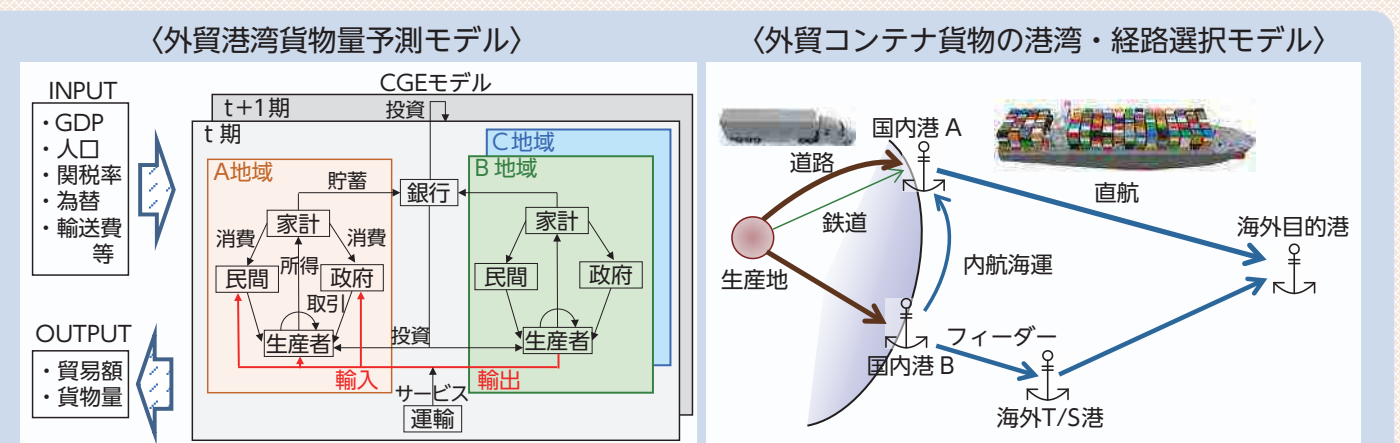 〈外貿港湾貨物量予測モデル〉
INPUT
・GDP
・人口
・関税率
・為替
・輸送費
等
OUTPUT
・貿易額
・貨物量
CGEモデル
t+1期
投資
t 期
A地域
貯蓄
銀行
C地域
B 地域
家計
消費
消費
民間
所得
政府
取引
生産者
投資
家計
民間
政府
生産者
輸入
輸出
サービス
運輸
〈外貿コンテナ貨物の港湾・経路選択モデル〉
国内港 A
道路
直航
鉄道
海外目的港
生産地
内航海運
フィーダー
国内港 B
海外T/S港